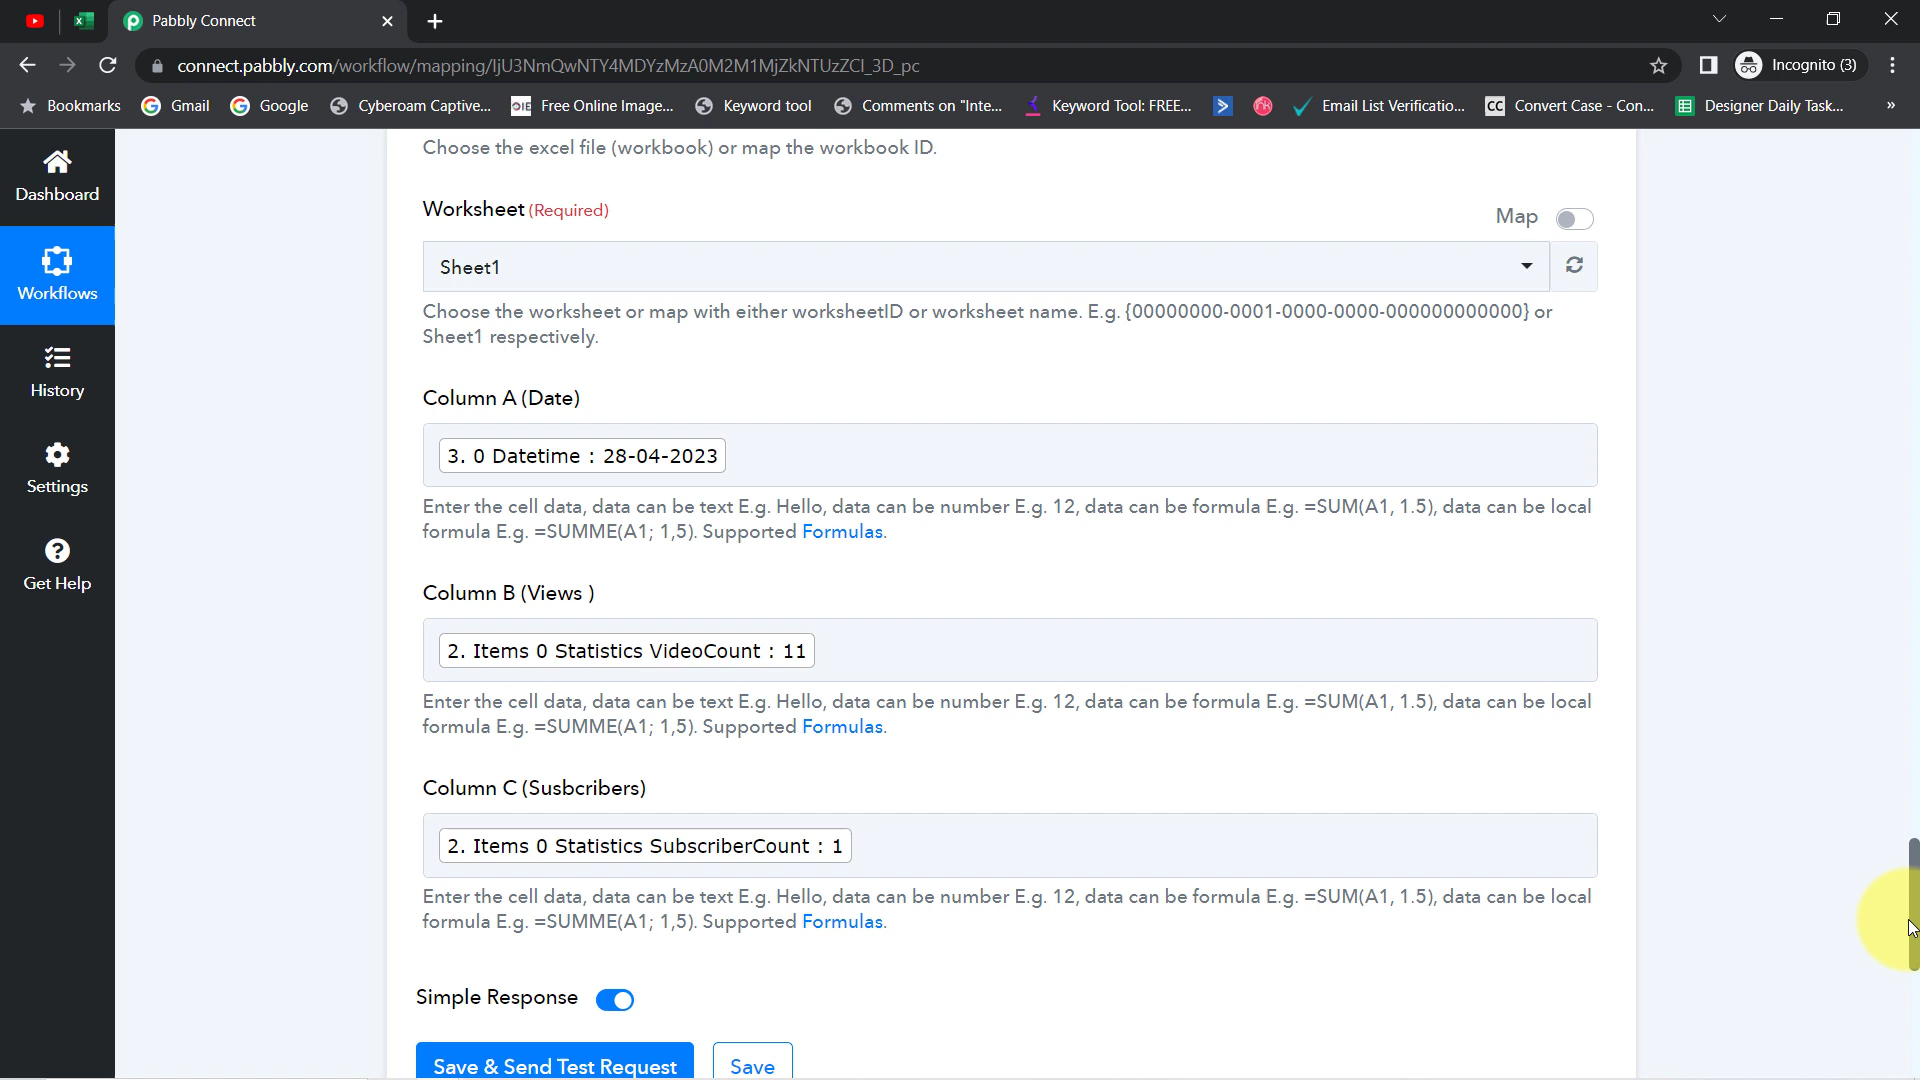 Pabbly Connect
connect.pabbly.com/workflow/mapping/IjU3NmQwNTY4MDYzMzA0M2M1MjZkNTUzZCI_3D_pc
Incognito (3)
Bookmarks
Gmail
Google
Cyberoam Captive...
OIE
Free Online Image...
Keyword tool
Comments on "Inte...
Keyword Tool: FREE...
Email List Verificatio...
CC
Convert Case - Con...
Designer Daily Task...
»
Dashboard
Workflows
History
Settings
Get Help
Choose the excel file (workbook) or map the workbook ID.
Worksheet (Required)
Map
Sheet1
Choose the worksheet or map with either worksheetID or worksheet name. E.g. {00000000-0001-0000-0000-000000000000} or
Sheet1 respectively.
Column A (Date)
3. 0 Datetime : 28-04-2023
Enter the cell data, data can be text E.g. Hello, data can be number E.g. 12, data can be formula E.g. =SUM(A1, 1.5), data can be local
formula E.g. =SUMME(A1; 1,5). Supported Formulas.
Column B (Views )
2. Items 0 Statistics VideoCount : 11
Enter the cell data, data can be text E.g. Hello, data can be number E.g. 12, data can be formula E.g. =SUM(A1, 1.5), data can be local
formula E.g. =SUMME(A1; 1,5). Supported Formulas.
Column C (Susbcribers)
2. Items 0 Statistics SubscriberCount : 1
Enter the cell data, data can be text E.g. Hello, data can be number E.g. 12, data can be formula E.g. =SUM(A1, 1.5), data can be local
formula E.g. =SUMME(A1; 1,5). Supported Formulas.
Simple Response
Save & Send Test Request
Save